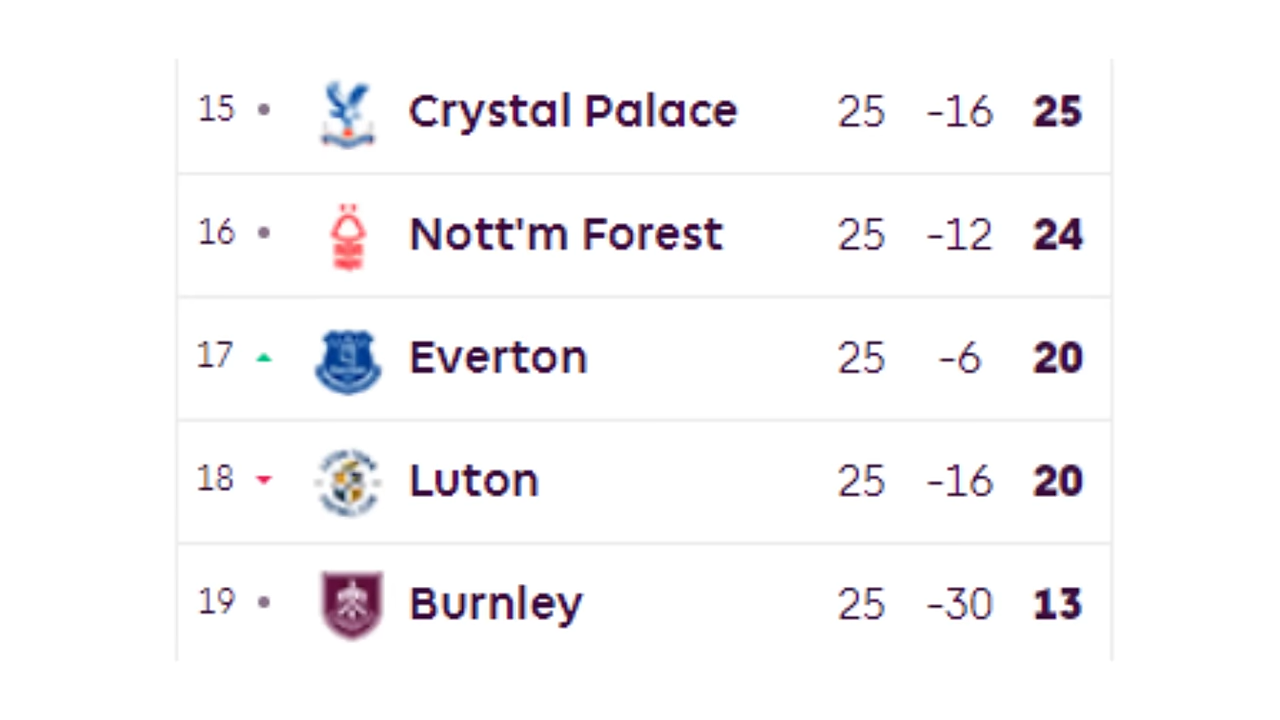 15 Crystal Palace 25 -16 25
16 Nott'm Forest 25 -12 24
17 Everton 25 -6 20
18 Luton 25 -16 20
19 Burnley 25 -30 13